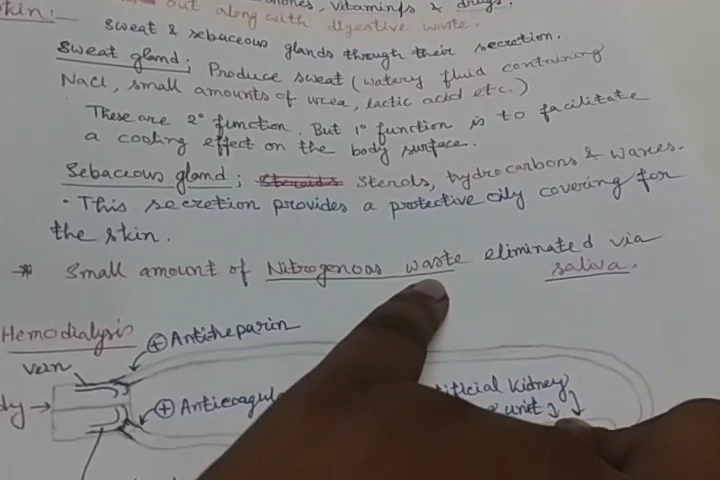 out along with digestive waste.
skin:- sweat & sebaceous glands through their secretion.
Sweat gland; Produce sweat (watery fluid containing
NaCl, small amounts of urea, lactic acid etc.)
These are 2° function. But 1° function is to facilitate
a cooling effect on the body surface.
Sebaceous gland; Sterols, hydrocarbons & waxes.
• This secretion provides a protective oily covering for
the skin.
* Small amount of Nitrogenous waste eliminated via
saliva.
Hemodialysis
vein
+ Antiheparin
+ Anticoagul
Kidney
unit